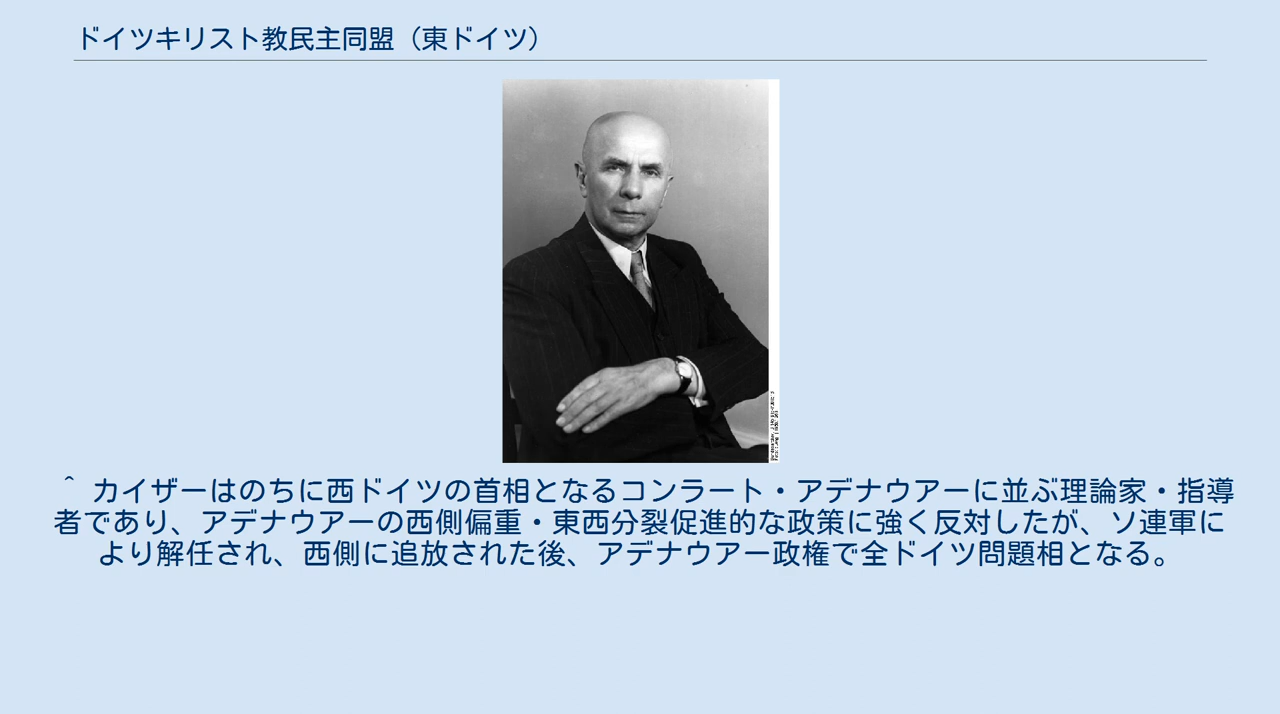 ドイツキリスト教民主同盟（東ドイツ）
^ カイザーはのちに西ドイツの首相となるコンラート・アデナウアーに並ぶ理論家・指導
者であり、アデナウアーの西側偏重・東西分裂促進的な政策に強く反対したが、ソ連軍に
より解任され、西側に追放された後、アデナウアー政権で全ドイツ問題相となる。